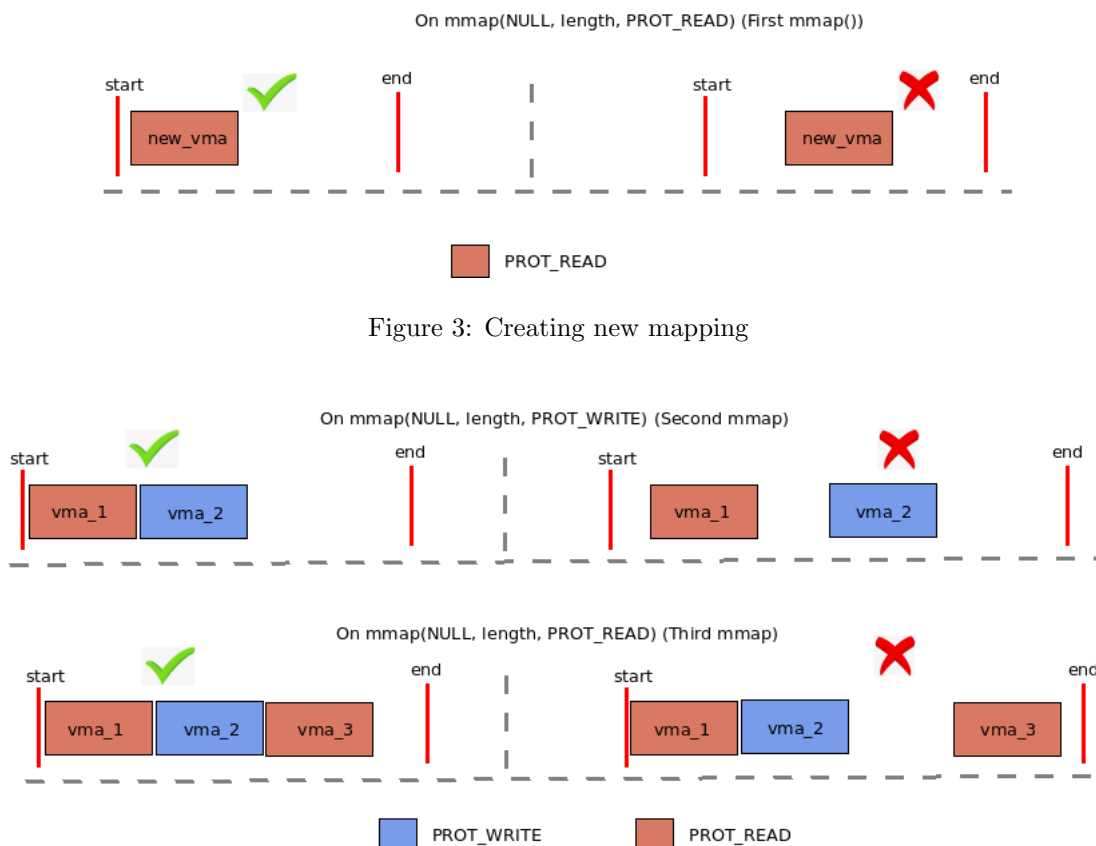 On mmap(NULL, length, PROT_READ) (First mmap())
start end start end
new_vma new_vma
PROT_READ
Figure 3: Creating new mapping
On mmap(NULL, length, PROT_WRITE) (Second mmap)
start end start end
vma_1 vma_2 vma_1 vma_2
On mmap(NULL, length, PROT_READ) (Third mmap)
start end start end
vma_1 vma_2 vma_3 vma_1 vma_2 vma_3
PROT_WRITE PROT_READ